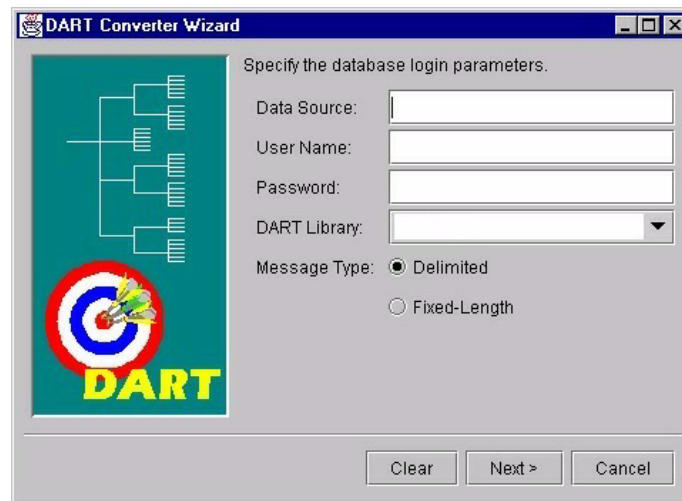 DART Converter Wizard
Specify the database login parameters.
Data Source:
User Name:
Password:
DART Library:
Message Type: Delimited
Fixed-Length
DART
Clear Next > Cancel